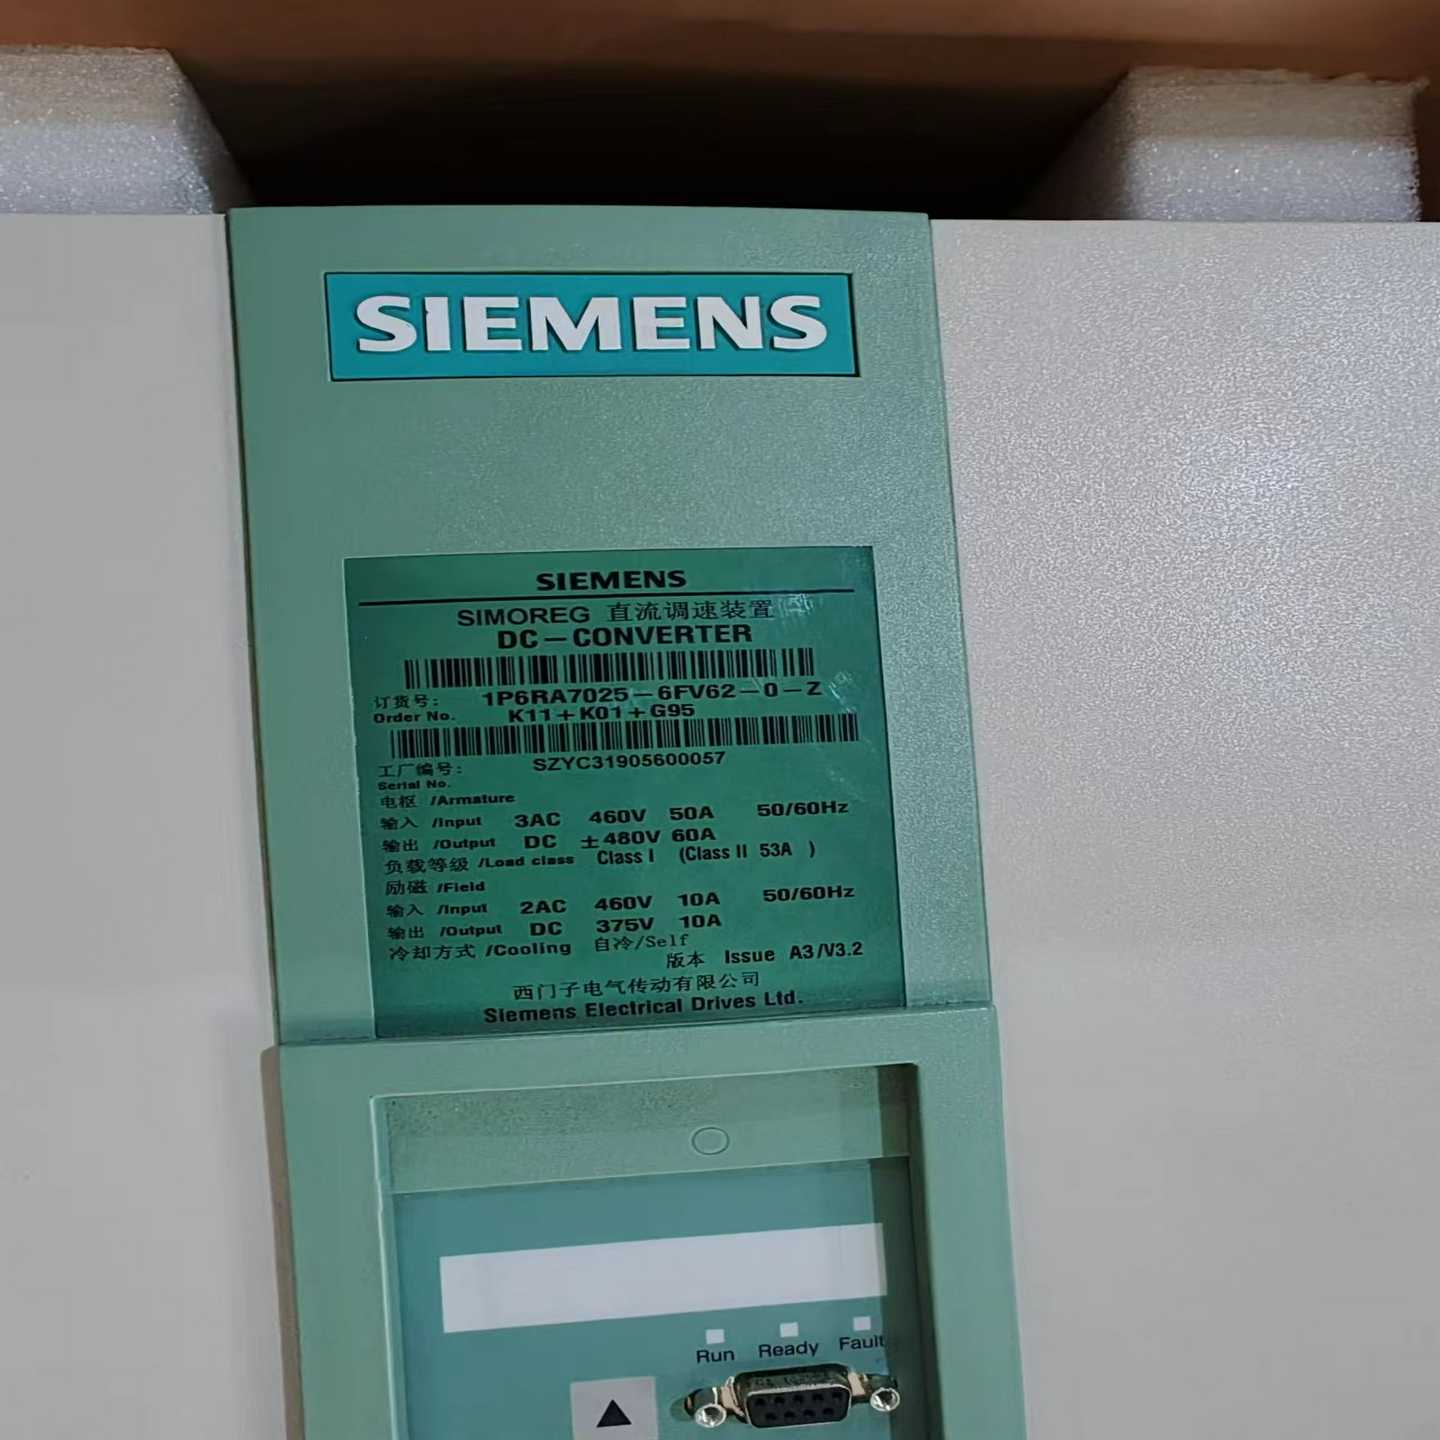 SIEMENS
SIEMENS
SIMOREG 直流调速装置
DC-CONVERTER
订货号: 1P6RA7025-6FV62-0-Z
Order No. K11+K01+G95
工厂编号: SZYC31905600057
Serial No.
电枢 /Armature
输入 /Input 3AC 460V 50A 50/60Hz
输出 /Output DC ±480V 60A
负载等级 /Load class Class I (Class II 53A )
励磁 /Field
输入 /Input 2AC 460V 10A 50/60Hz
输出 /Output DC 375V 10A
冷却方式 /Cooling 自冷/Self
版本 Issue A3/V3.2
西门子电气传动有限公司
Siemens Electrical Drives Ltd.
Run Ready Fault